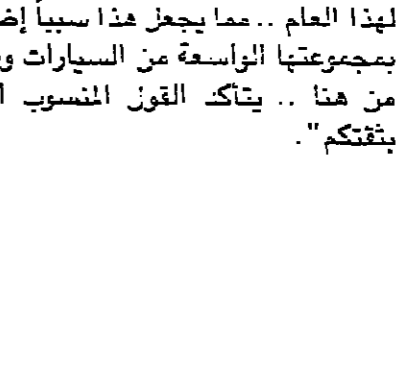 لهذا العام .. مما يجعل هذا سبباً إض
بمجموعتها الواسعة من السيارات و
من هنا .. يتأكد القول المنسوب ا
بثقتكم".